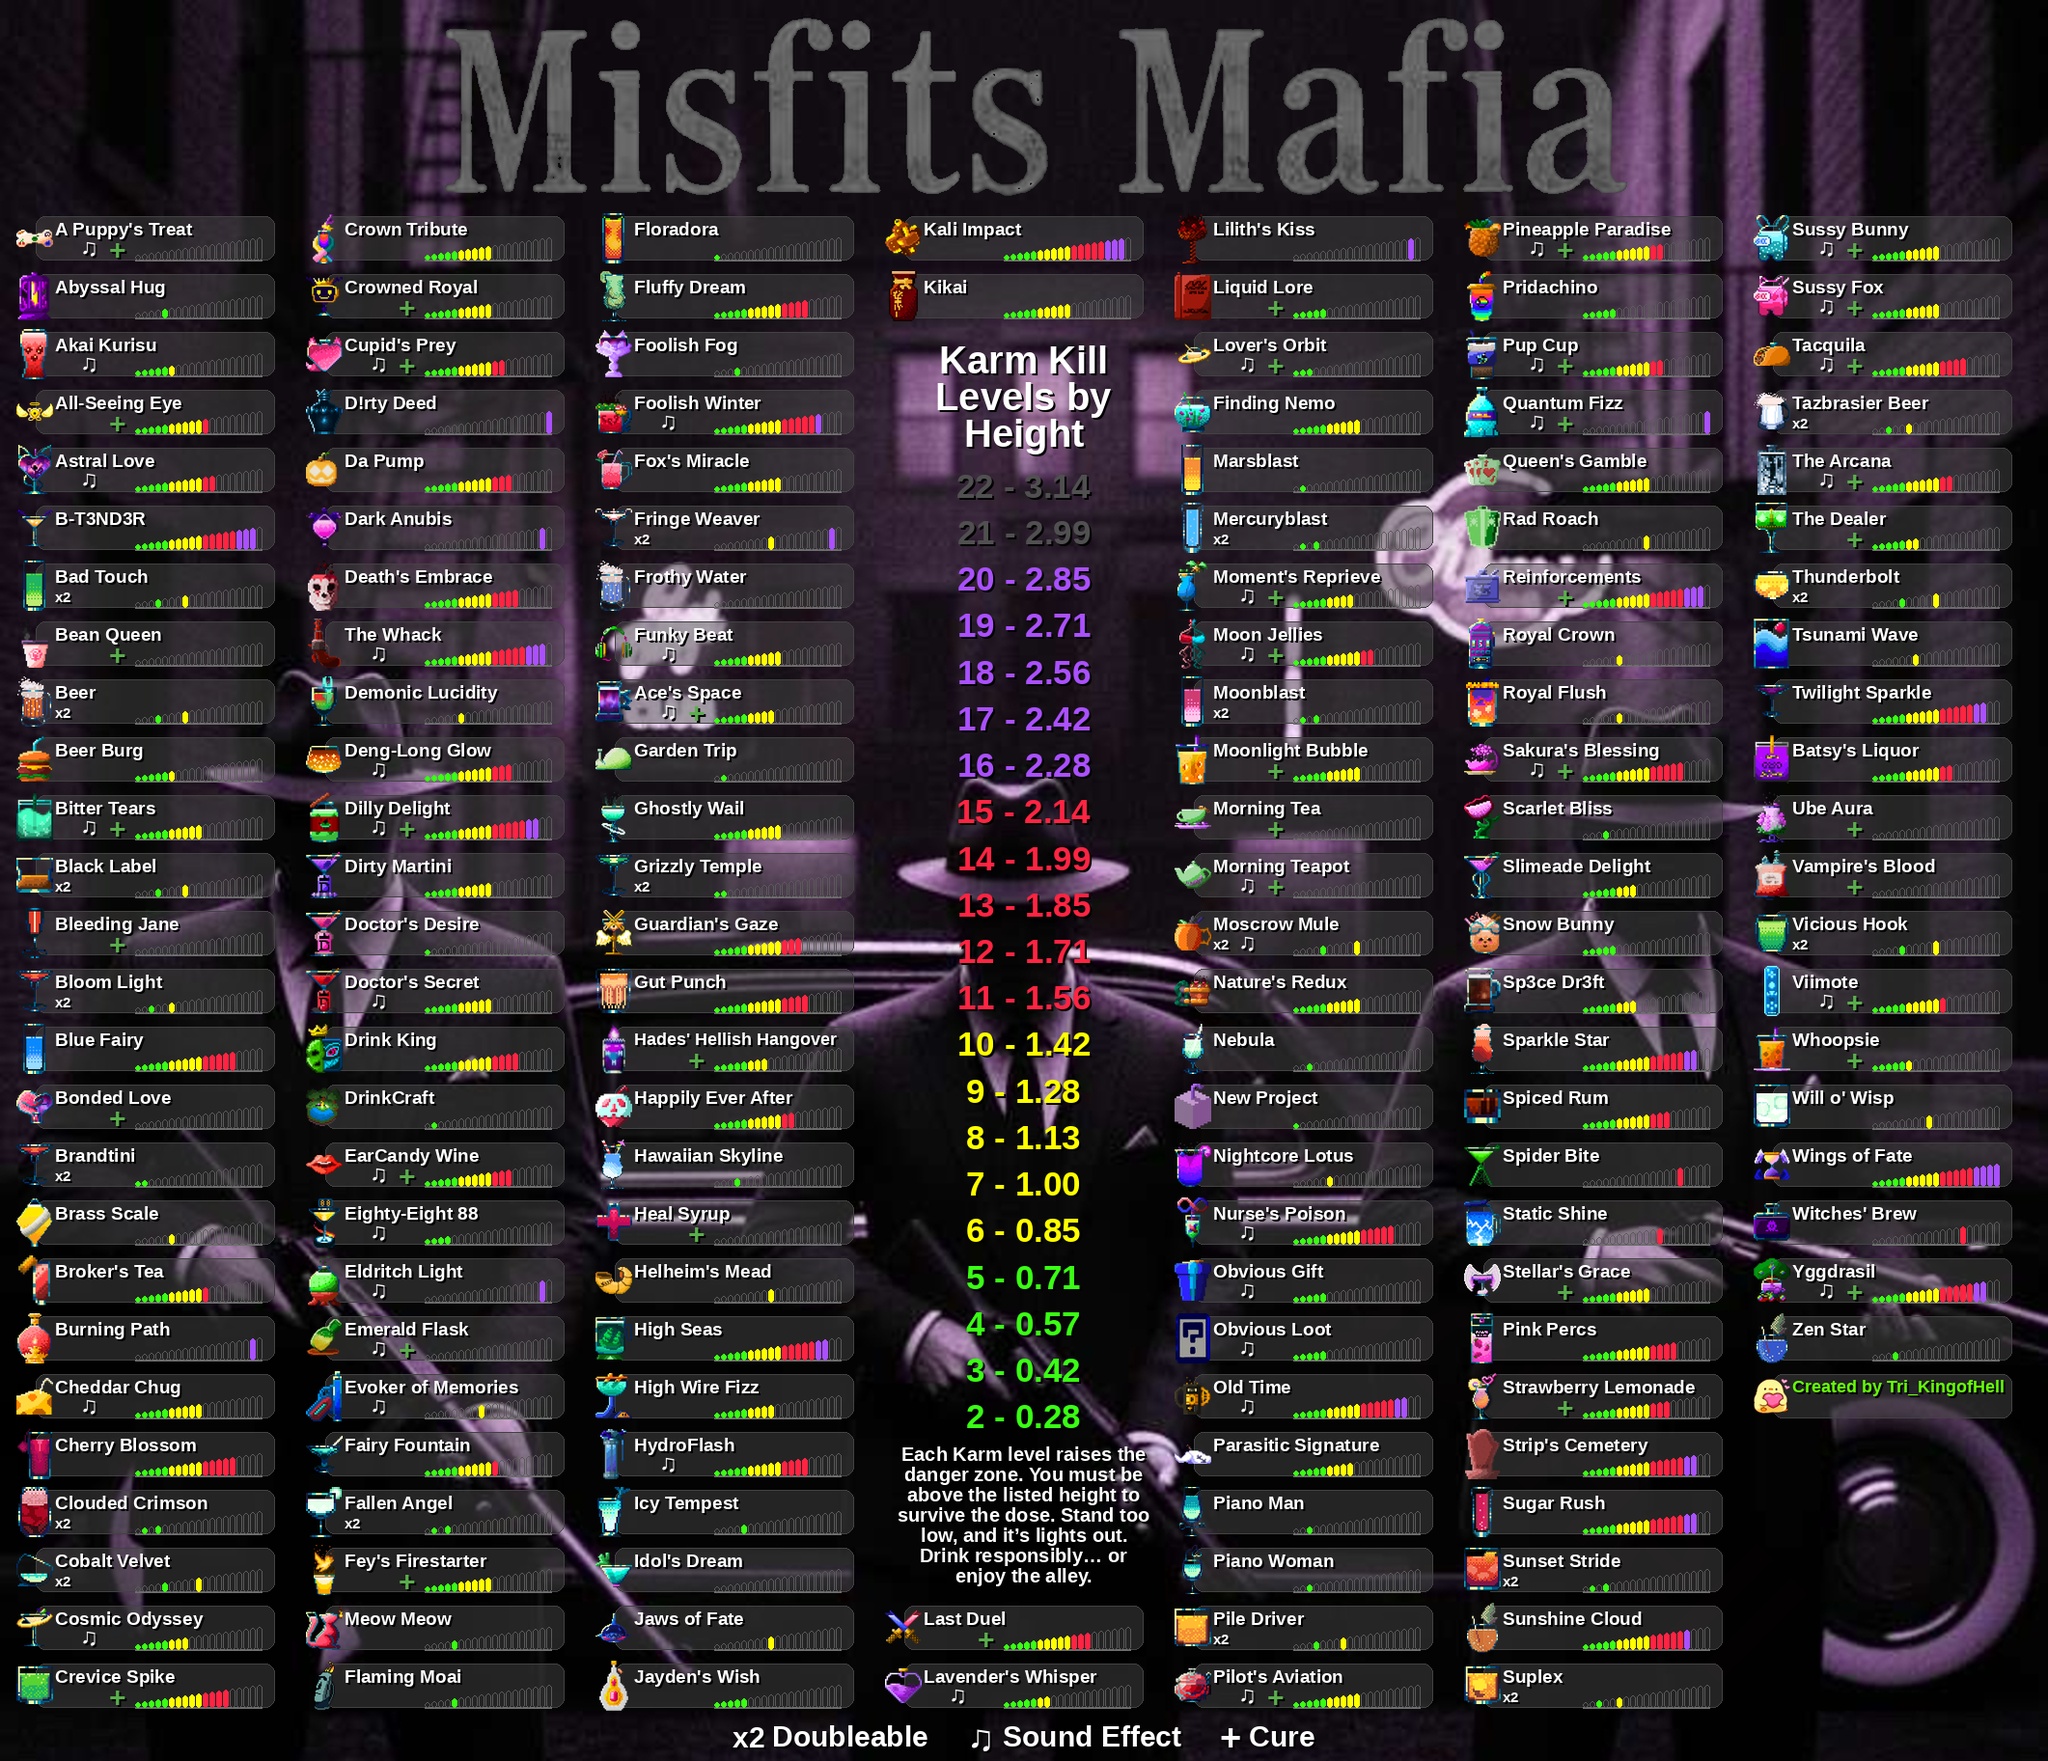 Misfits Mafia
A Puppy's Treat
♫ +
Abyssal Hug
Akai Kurisu
♫
All-Seeing Eye
+
Astral Love
♫
B-T3ND3R
Bad Touch
x2
Bean Queen
+
Beer
x2
Beer Burg
Bitter Tears
♫ +
Black Label
x2
Bleeding Jane
+
Bloom Light
x2
Blue Fairy
Bonded Love
+
Brandtini
x2
Brass Scale
Broker's Tea
Burning Path
Cheddar Chug
♫
Cherry Blossom
Clouded Crimson
x2
Cobalt Velvet
x2
Cosmic Odyssey
♫
Crevice Spike
+
Crown Tribute
Crowned Royal
+
Cupid's Prey
♫ +
D!rty Deed
Da Pump
Dark Anubis
Death's Embrace
The Whack
♫
Demonic Lucidity
Deng-Long Glow
♫
Dilly Delight
♫ +
Dirty Martini
Doctor's Desire
Doctor's Secret
♫
Drink King
DrinkCraft
EarCandy Wine
♫ +
Eighty-Eight 88
♫
Eldritch Light
♫
Emerald Flask
♫ +
Evoker of Memories
♫
Fairy Fountain
Fallen Angel
x2
Fey's Firestarter
+
Meow Meow
Flaming Moai
Floradora
Fluffy Dream
Foolish Fog
Foolish Winter
♫
Fox's Miracle
Fringe Weaver
x2
Frothy Water
Funky Beat
♫
Ace's Space
♫ +
Garden Trip
Ghostly Wail
Grizzly Temple
x2
Guardian's Gaze
Gut Punch
Hades' Hellish Hangover
+
Happily Ever After
Hawaiian Skyline
Heal Syrup
+
Helheim's Mead
High Seas
High Wire Fizz
HydroFlash
♫
Icy Tempest
Idol's Dream
Jaws of Fate
Jayden's Wish
Kali Impact
Kikai
Karm Kill
Levels by
Height
22 - 3.14
21 - 2.99
20 - 2.85
19 - 2.71
18 - 2.56
17 - 2.42
16 - 2.28
15 - 2.14
14 - 1.99
13 - 1.85
12 - 1.71
11 - 1.56
10 - 1.42
9 - 1.28
8 - 1.13
7 - 1.00
6 - 0.85
5 - 0.71
4 - 0.57
3 - 0.42
2 - 0.28
Each Karm level raises the
danger zone. You must be
above the listed height to
survive the dose. Stand too
low, and it’s lights out.
Drink responsibly… or
enjoy the alley.
Last Duel
+
Lavender's Whisper
♫
Lilith's Kiss
Liquid Lore
+
Lover's Orbit
♫ +
Finding Nemo
Marsblast
Mercuryblast
x2
Moment's Reprieve
♫ +
Moon Jellies
♫ +
Moonblast
x2
Moonlight Bubble
+
Morning Tea
+
Morning Teapot
♫ +
Moscrow Mule
x2 ♫
Nature's Redux
Nebula
New Project
Nightcore Lotus
Nurse's Poison
♫
Obvious Gift
♫
Obvious Loot
♫
Old Time
♫
Parasitic Signature
Piano Man
Piano Woman
Pile Driver
x2
Pilot's Aviation
♫ +
Pineapple Paradise
♫ +
Pridachino
Pup Cup
♫ +
Quantum Fizz
♫ +
Queen's Gamble
Rad Roach
Reinforcements
+
Royal Crown
Royal Flush
Sakura's Blessing
♫ +
Scarlet Bliss
Slimeade Delight
Snow Bunny
Sp3ce Dr3ft
Sparkle Star
Spiced Rum
Spider Bite
Static Shine
Stellar's Grace
+
Pink Percs
Strawberry Lemonade
+
Strip's Cemetery
Sugar Rush
Sunset Stride
x2
Sunshine Cloud
Suplex
x2
Sussy Bunny
♫ +
Sussy Fox
♫ +
Tacquila
♫ +
Tazbrasier Beer
x2
The Arcana
♫ +
The Dealer
+
Thunderbolt
x2
Tsunami Wave
Twilight Sparkle
Batsy's Liquor
Ube Aura
+
Vampire's Blood
+
Vicious Hook
x2
Viimote
♫ +
Whoopsie
+
Will o' Wisp
Wings of Fate
Witches' Brew
Yggdrasil
♫ +
Zen Star
Created by Tri_KingofHell
x2 Doubleable ♫ Sound Effect + Cure